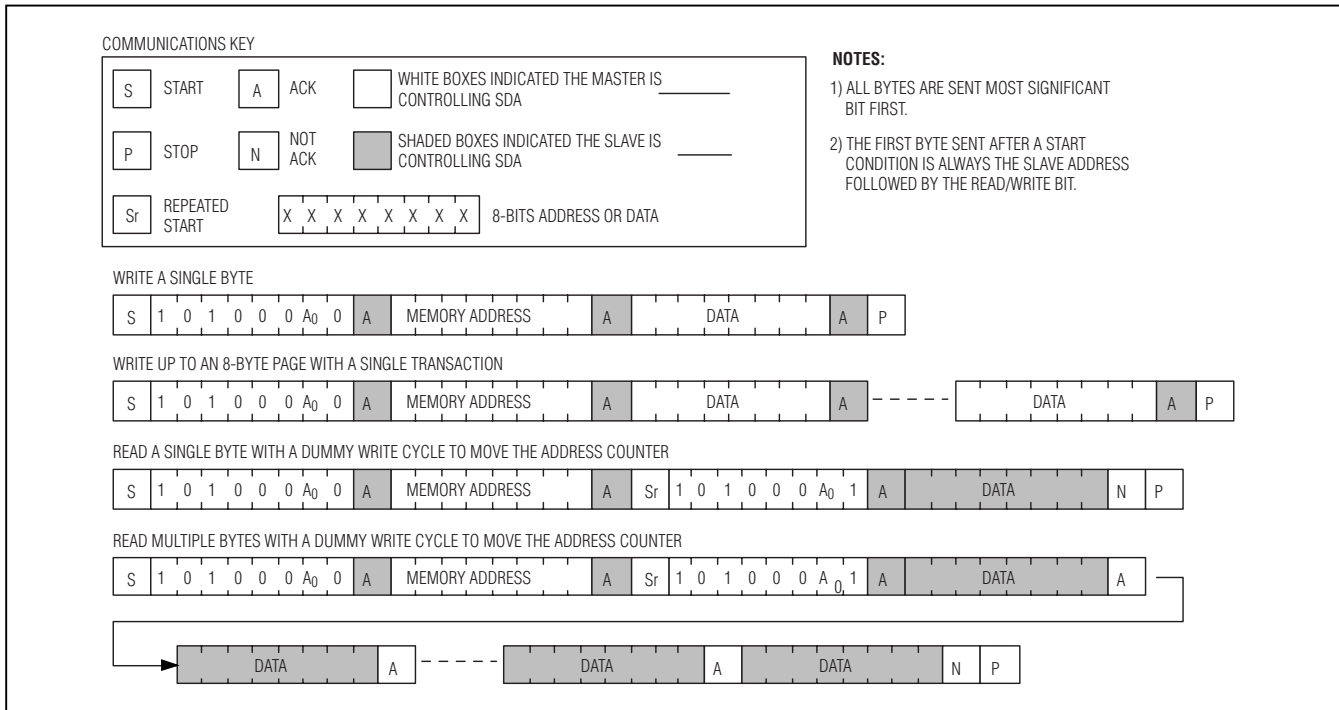 COMMUNICATIONS KEY
S START A ACK WHITE BOXES INDICATED THE MASTER IS
CONTROLLING SDA
P STOP N NOT
ACK SHADED BOXES INDICATED THE SLAVE IS
CONTROLLING SDA
Sr REPEATED
START X X X X X X X X 8-BITS ADDRESS OR DATA
NOTES:
1) ALL BYTES ARE SENT MOST SIGNIFICANT
BIT FIRST.
2) THE FIRST BYTE SENT AFTER A START
CONDITION IS ALWAYS THE SLAVE ADDRESS
FOLLOWED BY THE READ/WRITE BIT.
WRITE A SINGLE BYTE
S 1 0 1 0 0 0 A0 0 A MEMORY ADDRESS A DATA A P
WRITE UP TO AN 8-BYTE PAGE WITH A SINGLE TRANSACTION
S 1 0 1 0 0 0 A0 0 A MEMORY ADDRESS A DATA A DATA A P
READ A SINGLE BYTE WITH A DUMMY WRITE CYCLE TO MOVE THE ADDRESS COUNTER
S 1 0 1 0 0 0 A0 0 A MEMORY ADDRESS A Sr 1 0 1 0 0 0 A0 1 A DATA N P
READ MULTIPLE BYTES WITH A DUMMY WRITE CYCLE TO MOVE THE ADDRESS COUNTER
S 1 0 1 0 0 0 A0 0 A MEMORY ADDRESS A Sr 1 0 1 0 0 0 A0 1 A DATA A
DATA A DATA A DATA N P